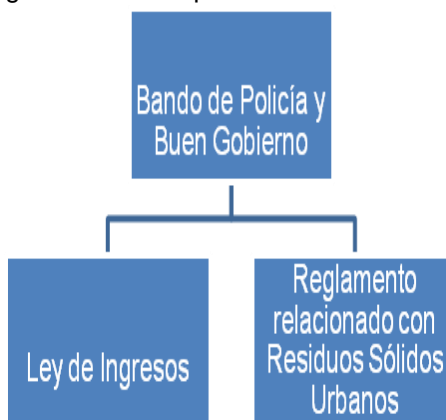 Bando de Policía y
Buen Gobierno
Ley de Ingresos
Reglamento
relacionado con
Residuos Sólidos
Urbanos